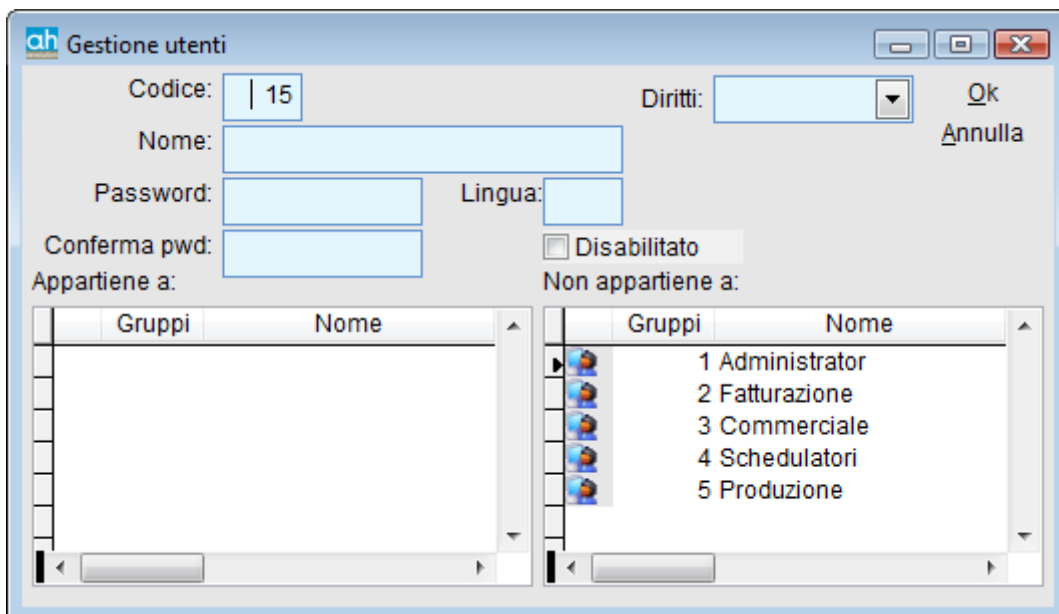 ah Gestione utenti
Codice: 15 Diritti: Ok
Nome: Annulla
Password: Lingua:
Conferma pwd: Disabilitato
Appartiene a: Non appartiene a:
Gruppi Nome Gruppi Nome
1 Administrator
2 Fatturazione
3 Commerciale
4 Schedulatori
5 Produzione